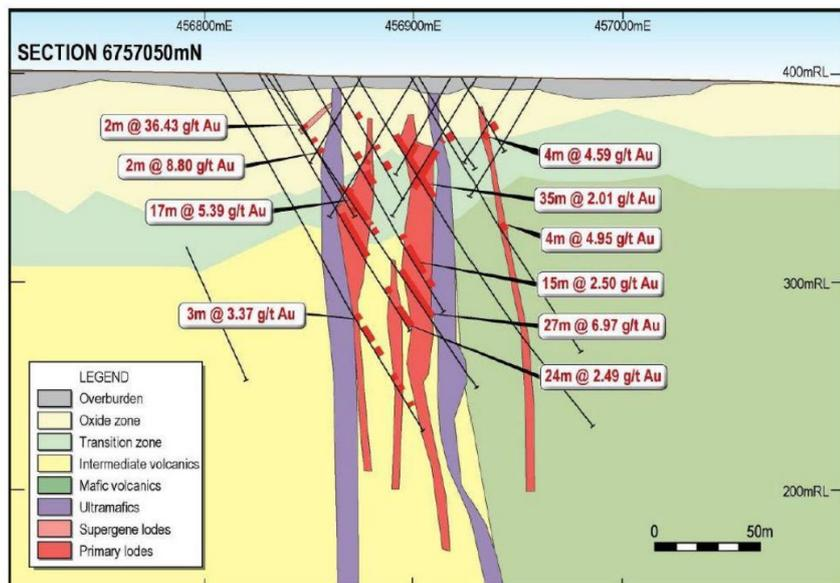 456800mE
456900mE
457000mE
SECTION 6757050mN
400mRL
2m @ 36.43 g/t Au
4m @ 4.59 g/t Au
2m @ 8.80 g/t Au
35m @ 2.01 g/t Au
17m @ 5.39 g/t Au
4m @ 4.95 g/t Au
300mRL
15m @ 2.50 g/t Au
3m @ 3.37 g/t Au
27m @ 6.97 g/t Au
24m @ 2.49 g/t Au
LEGEND
Overburden
Oxide zone
Transition zone
Intermediate volcanics
Mafic volcanics
Ultramafics
Supergene lodes
Primary lodes
200mRL
0
50m